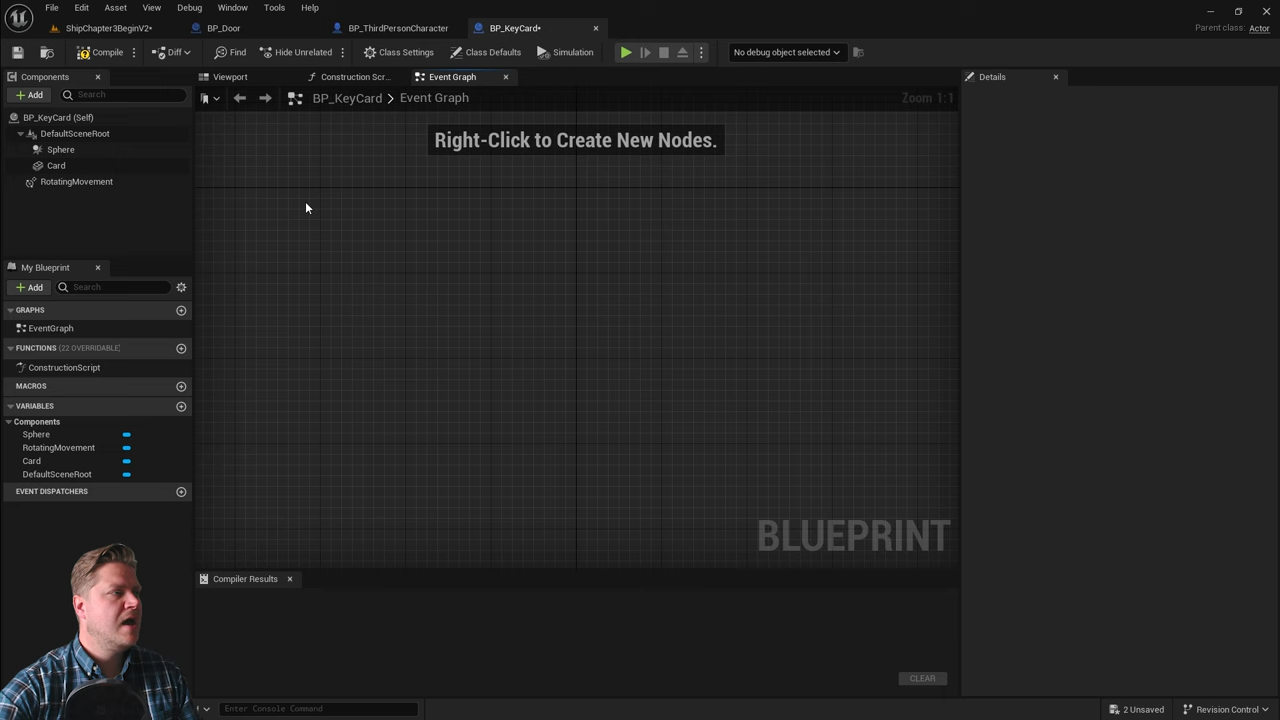 File Edit Asset View Debug Window Tools Help
Parent class: Actor
ShipChapter3BeginV2* BP_Door BP_ThirdPersonCharacter BP_KeyCard*
Compile Diff Find Hide Unrelated Class Settings Class Defaults Simulation No debug object selected
Components
Viewport Construction Scr... Event Graph Details
Add Search
BP_KeyCard > Event Graph
Zoom 1:1
BP_KeyCard (Self)
DefaultSceneRoot
Sphere
Card
RotatingMovement
Right-Click to Create New Nodes.
My Blueprint
Add Search
GRAPHS
EventGraph
FUNCTIONS (22 OVERRIDABLE)
ConstructionScript
MACROS
VARIABLES
Components
Sphere
RotatingMovement
Card
DefaultSceneRoot
EVENT DISPATCHERS
BLUEPRINT
Compiler Results
CLEAR
Enter Console Command
2 Unsaved Revision Control